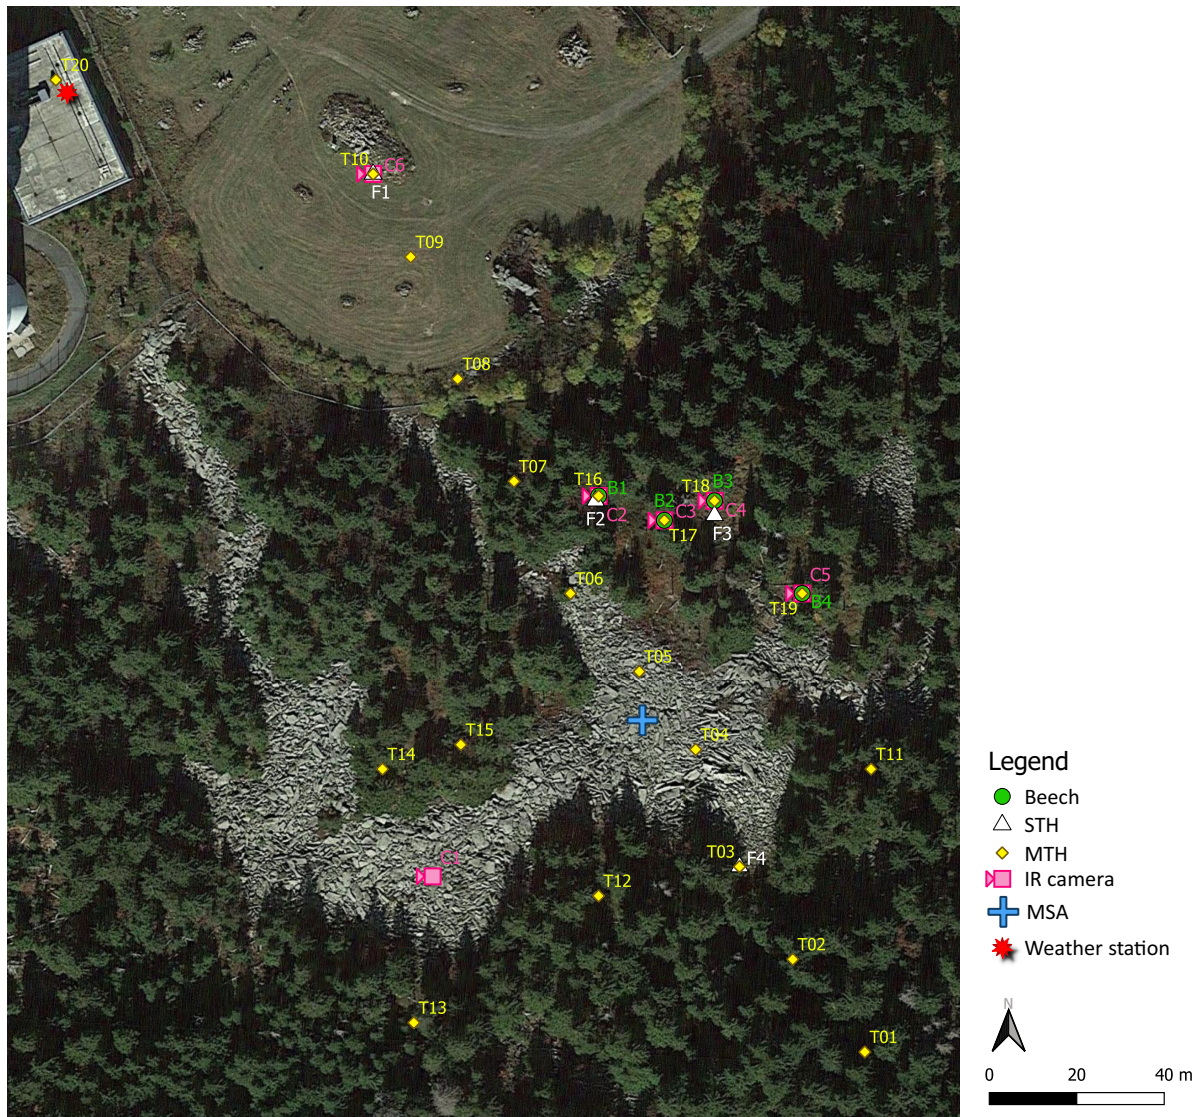 T20
T10 C6
F1
T09
T08
T07
T16 B1
F2 C2
B2 C3
T17
T18 B3
C4
F3
C5
T19 B4
T06
T05
T15
T04
T14
T11
C1
T03 F4
T12
T02
T13
T01
Legend
Beech
STH
MTH
IR camera
MSA
Weather station
N
0 20 40 m